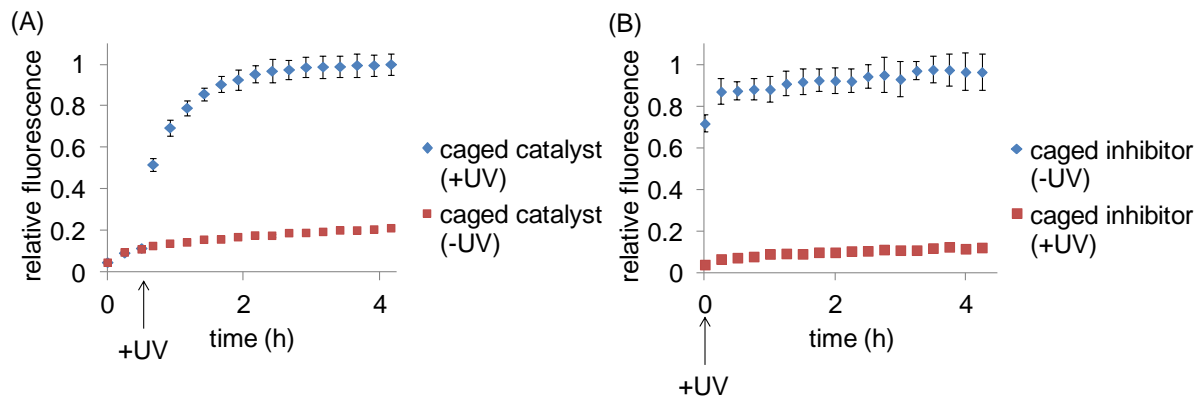 (A)
relative fluorescence
1
0.8
0.6
0.4
0.2
0
0
2
4
time (h)
+UV
caged catalyst
(+UV)
caged catalyst
(-UV)
(B)
relative fluorescence
1
0.8
0.6
0.4
0.2
0
0
2
4
time (h)
+UV
caged inhibitor
(-UV)
caged inhibitor
(+UV)